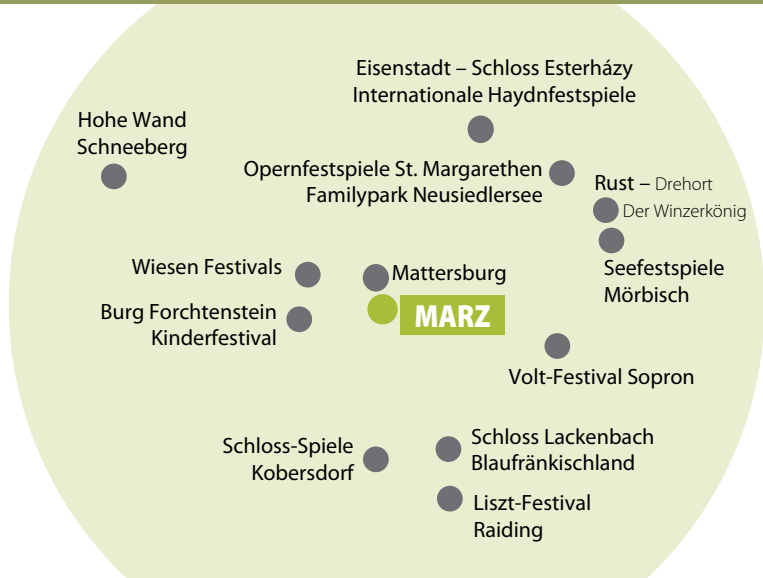 Eisenstadt – Schloss Esterházy
Internationale Haydnfestspiele
Hohe Wand
Schneeberg
Opernfestspiele St. Margarethen
Familypark Neusiedlersee
Rust – Drehort
Der Winzerkönig
Wiesen Festivals
Mattersburg
Seefestspiele
Mörbisch
Burg Forchtenstein
Kinderfestival
MARZ
Volt-Festival Sopron
Schloss-Spiele
Kobersdorf
Schloss Lackenbach
Blaufränkischland
Liszt-Festival
Raiding